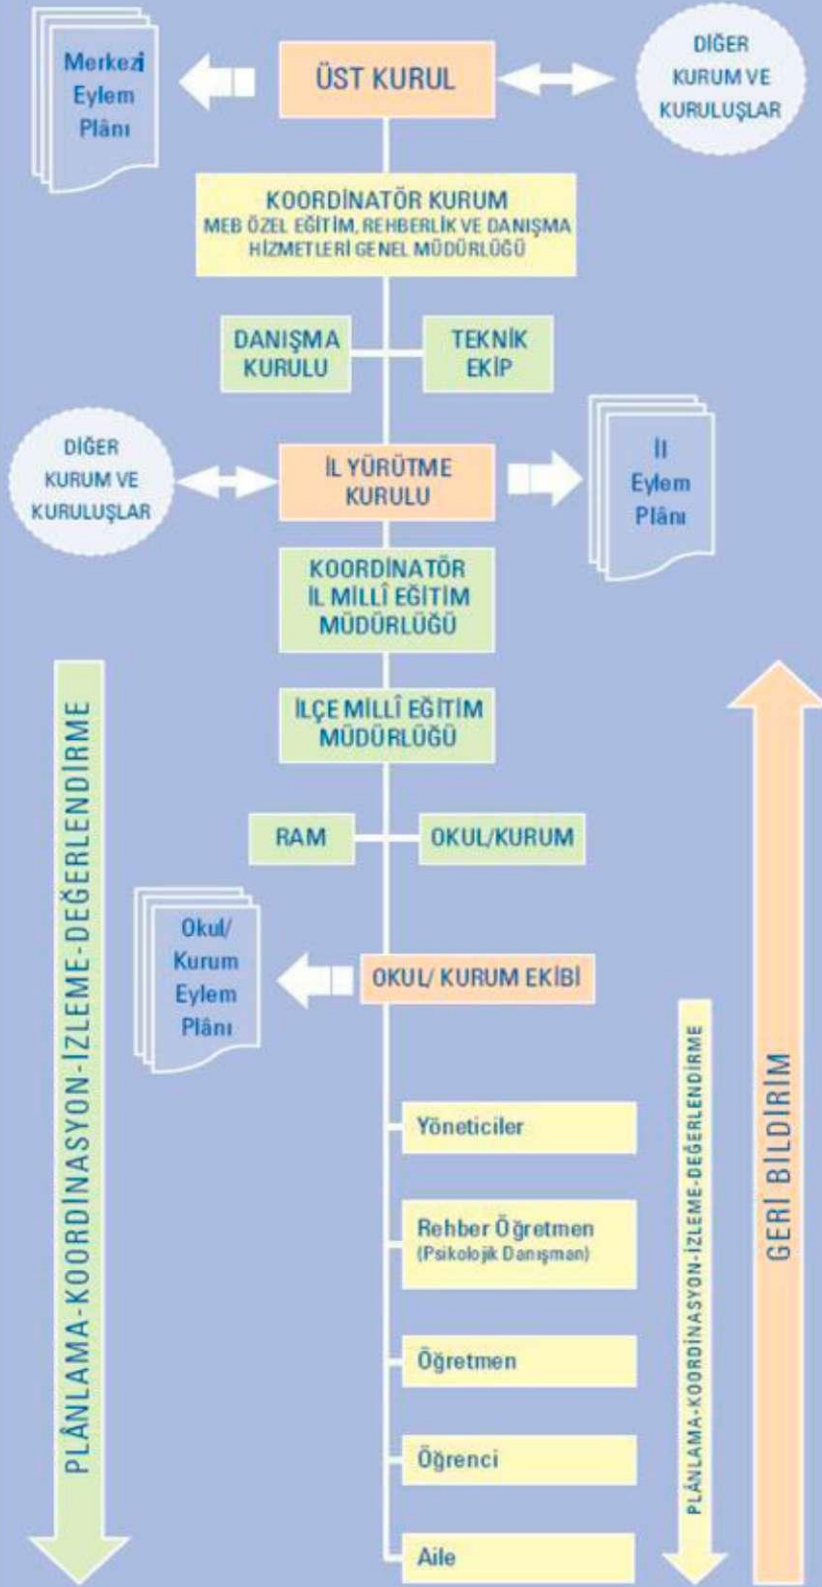 Merkezi
Eylem
Plânı
ÜST KURUL
DİĞER
KURUM VE
KURULUŞLAR
KOORDİNATÖR KURUM
MEB ÖZEL EĞİTİM, REHBERLİK VE DANIŞMA
HİZMETLERİ GENEL MÜDÜRLÜĞÜ
DANIŞMA
KURULU
TEKNİK
EKİP
DİĞER
KURUM VE
KURULUŞLAR
İL YÜRÜTME
KURULU
İl
Eylem
Plânı
KOORDİNATÖR
İL MİLLÎ EĞİTİM
MÜDÜRLÜĞÜ
İLÇE MİLLÎ EĞİTİM
MÜDÜRLÜĞÜ
RAM
OKUL/KURUM
Okul/
Kurum
Eylem
Plânı
OKUL/ KURUM EKİBİ
Yöneticiler
Rehber Öğretmen
(Psikolojik Danışman)
Öğretmen
Öğrenci
Aile
PLÂNLAMA-KOORDİNASYON-İZLEME-DEĞERLENDİRME
PLÂNLAMA-KOORDİNASYON-İZLEME-DEĞERLENDİRME
GERİ BİLDİRİM